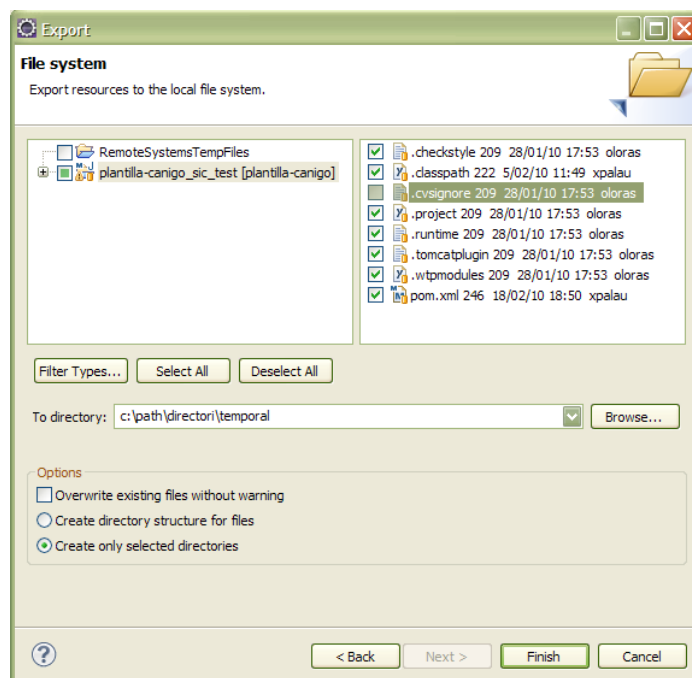 Export
File system
Export resources to the local file system.
RemoteSystemsTempFiles
plantilla-canigo_sic_test [plantilla-canigo]
.checkstyle 209 28/01/10 17:53 oloras
.classpath 222 5/02/10 11:49 xpalau
.cvsignore 209 28/01/10 17:53 oloras
.project 209 28/01/10 17:53 oloras
.runtime 209 28/01/10 17:53 oloras
.tomcatplugin 209 28/01/10 17:53 oloras
.wtpmodules 209 28/01/10 17:53 oloras
pom.xml 246 18/02/10 18:50 xpalau
Filter Types... Select All Deselect All
To directory: c:\path\directori\temporal Browse...
Options
Overwrite existing files without warning
Create directory structure for files
Create only selected directories
? < Back Next > Finish Cancel